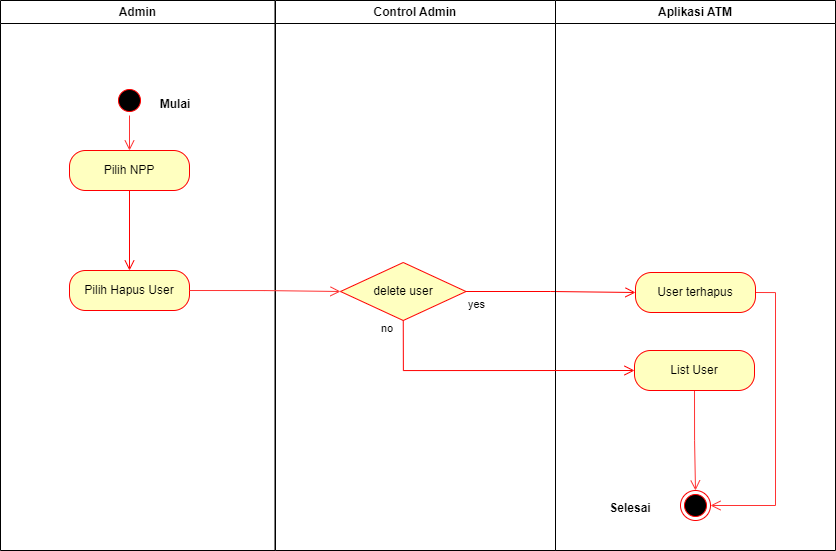 Admin
Control Admin
Aplikasi ATM
Mulai
Pilih NPP
Pilih Hapus User
delete user
yes
no
User terhapus
List User
Selesai